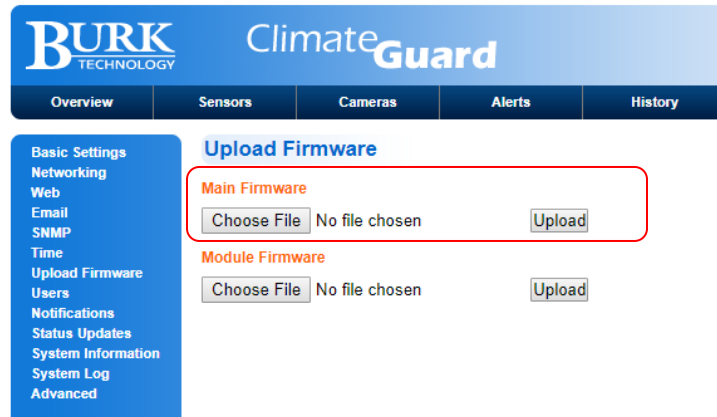 BURK
TECHNOLOGY
ClimateGuard
Overview Sensors Cameras Alerts History
Basic Settings
Networking
Web
Email
SNMP
Time
Upload Firmware
Users
Notifications
Status Updates
System Information
System Log
Advanced
Upload Firmware
Main Firmware
Choose File No file chosen Upload
Module Firmware
Choose File No file chosen Upload